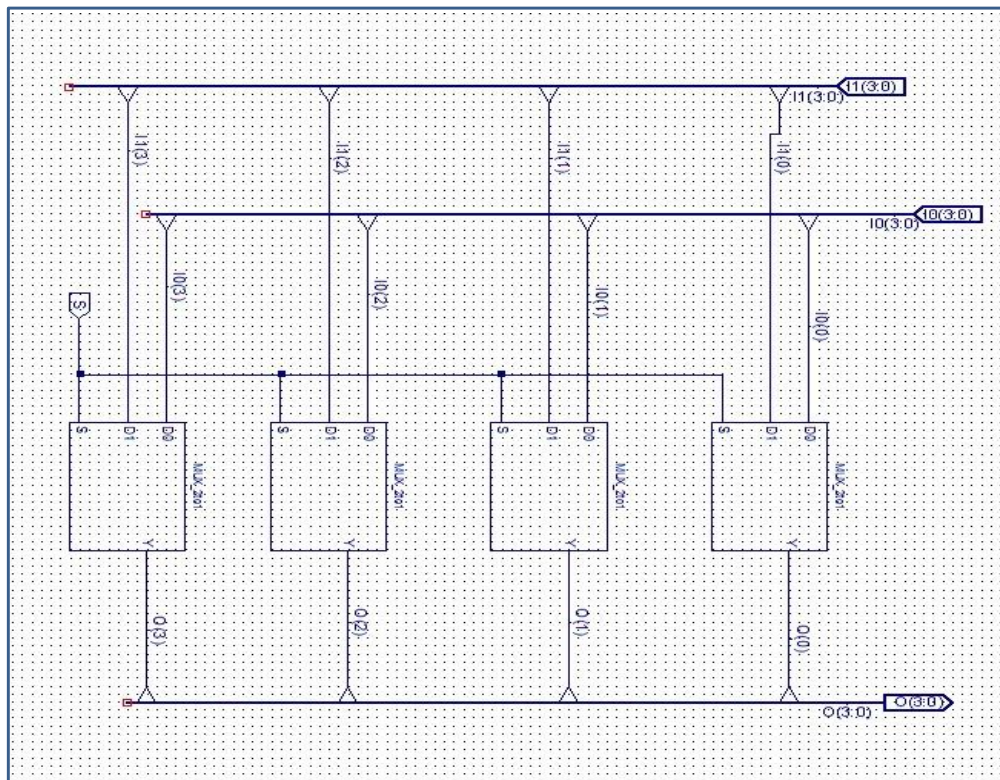 I1(3:0)
I1(3:0)
I1(3)
I1(2)
I1(1)
I1(0)
I0(3:0)
I0(3:0)
I0(3)
I0(2)
I0(1)
I0(0)
S
S
D1
D0
MUX_2to1
Y
S
D1
D0
MUX_2to1
Y
S
D1
D0
MUX_2to1
Y
S
D1
D0
MUX_2to1
Y
O(3)
O(2)
O(1)
O(0)
O(3:0)
O(3:0)